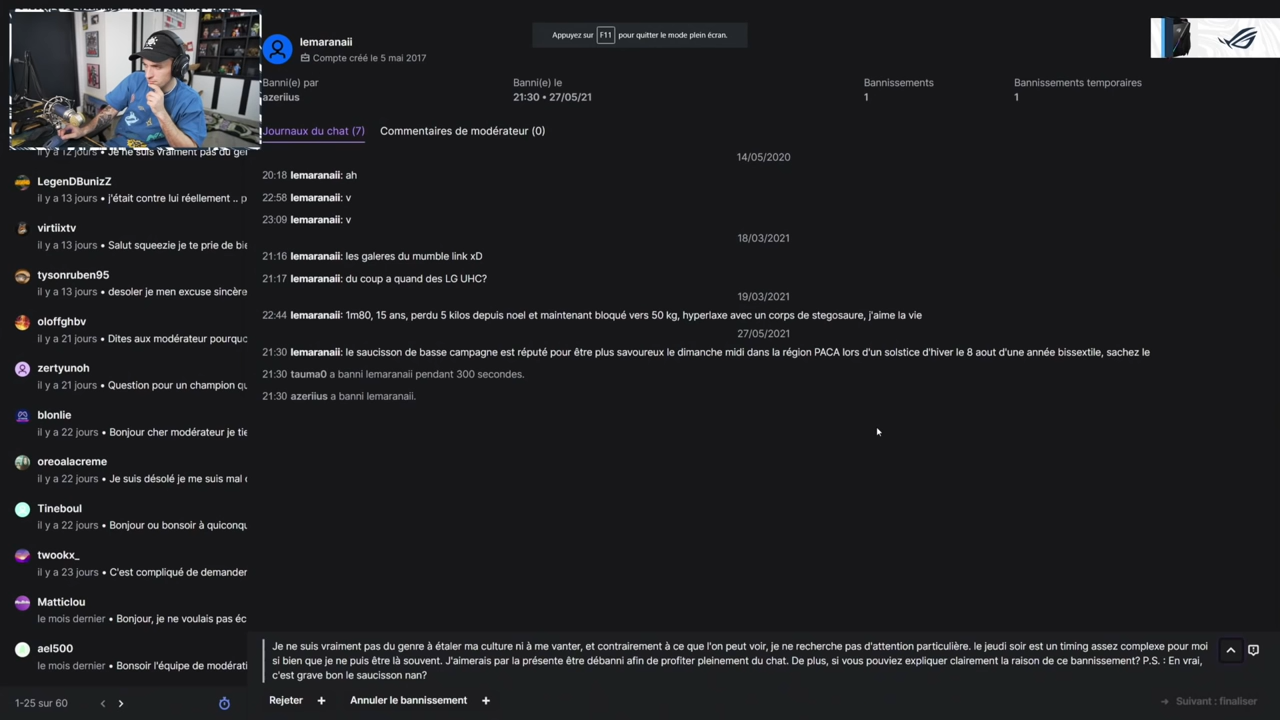 lemaranaii
Compte créé le 5 mai 2017
Appuyez sur F11 pour quitter le mode plein écran.
Banni(e) par
azeriius
Banni(e) le
21:30 • 27/05/21
Bannissements
1
Bannissements temporaires
1
Journaux du chat (7)
Commentaires de modérateur (0)
il y a 12 jours • Je ne suis vraiment pas du ge
LegenDBunizZ
il y a 13 jours • j'était contre lui réellement .. p
virtiixtv
il y a 13 jours • Salut squeezie je te prie de bie
tysonruben95
il y a 13 jours • desoler je men excuse sincère
oloffghbv
il y a 21 jours • Dites aux modérateur pourquo
zertyunoh
il y a 21 jours • Question pour un champion qu
blonlie
il y a 22 jours • Bonjour cher modérateur je tie
oreoalacreme
il y a 22 jours • Je suis désolé je me suis mal
Tineboul
il y a 22 jours • Bonjour ou bonsoir à quiconqu
twookx_
il y a 23 jours • C'est compliqué de demander
Matticlou
le mois dernier • Bonjour, je ne voulais pas éc
ael500
le mois dernier • Bonsoir l'équipe de modérati
1-25 sur 60
14/05/2020
20:18 lemaranaii: ah
22:58 lemaranaii: v
23:09 lemaranaii: v
18/03/2021
21:16 lemaranaii: les galeres du mumble link xD
21:17 lemaranaii: du coup a quand des LG UHC?
19/03/2021
22:44 lemaranaii: 1m80, 15 ans, perdu 5 kilos depuis noel et maintenant bloqué vers 50 kg, hyperlaxe avec un corps de stegosaure, j'aime la vie
27/05/2021
21:30 lemaranaii: le saucisson de basse campagne est réputé pour être plus savoureux le dimanche midi dans la région PACA lors d'un solstice d'hiver le 8 aout d'une année bissextile, sachez le
21:30 tauma0 a banni lemaranaii pendant 300 secondes.
21:30 azeriius a banni lemaranaii.
Je ne suis vraiment pas du genre à étaler ma culture ni à me vanter, et contrairement à ce que l'on peut voir, je ne recherche pas d'attention particulière. le jeudi soir est un timing assez complexe pour moi
si bien que je ne puis être là souvent. J'aimerais par la présente être débanni afin de profiter pleinement du chat. De plus, si vous pouviez expliquer clairement la raison de ce bannissement? P.S. : En vrai,
c'est grave bon le saucisson nan?
Rejeter +
Annuler le bannissement +
Suivant : finaliser